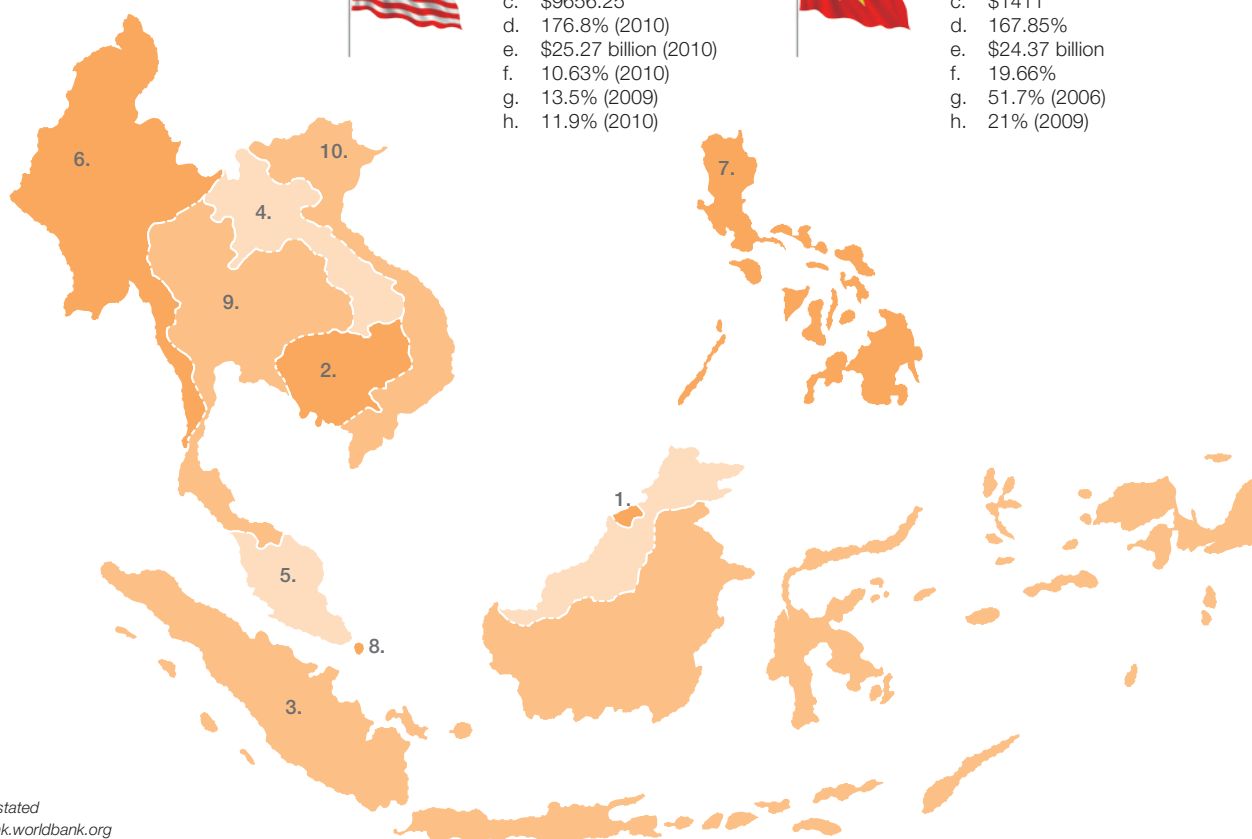 c. $9656.25
d. 176.8% (2010)
e. $25.27 billion (2010)
f. 10.63% (2010)
g. 13.5% (2009)
h. 11.9% (2010)
c. $1411
d. 167.85%
e. $24.37 billion
f. 19.66%
g. 51.7% (2006)
h. 21% (2009)
6.
10.
7.
4.
9.
2.
1.
5.
8.
3.
stated
k.worldbank.org